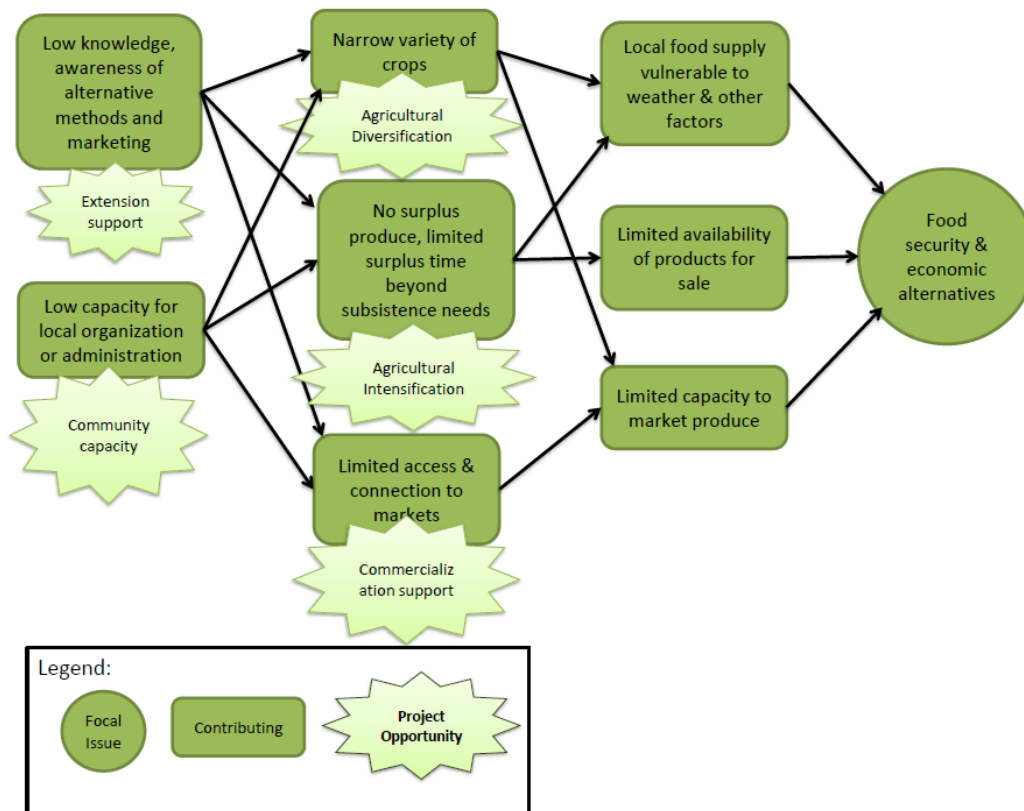 Low knowledge,
awareness of
alternative
methods and
marketing
Extension
support
Low capacity for
local organization
or administration
Community
capacity
Narrow variety of
crops
Agricultural
Diversification
No surplus
produce, limited
surplus time
beyond
subsistence needs
Agricultural
Intensification
Limited access &
connection to
markets
Commercializ
ation support
Local food supply
vulnerable to
weather & other
factors
Limited availability
of products for
sale
Limited capacity to
market produce
Food
security &
economic
alternatives
Legend:
Focal
Issue
Contributing
Project
Opportunity